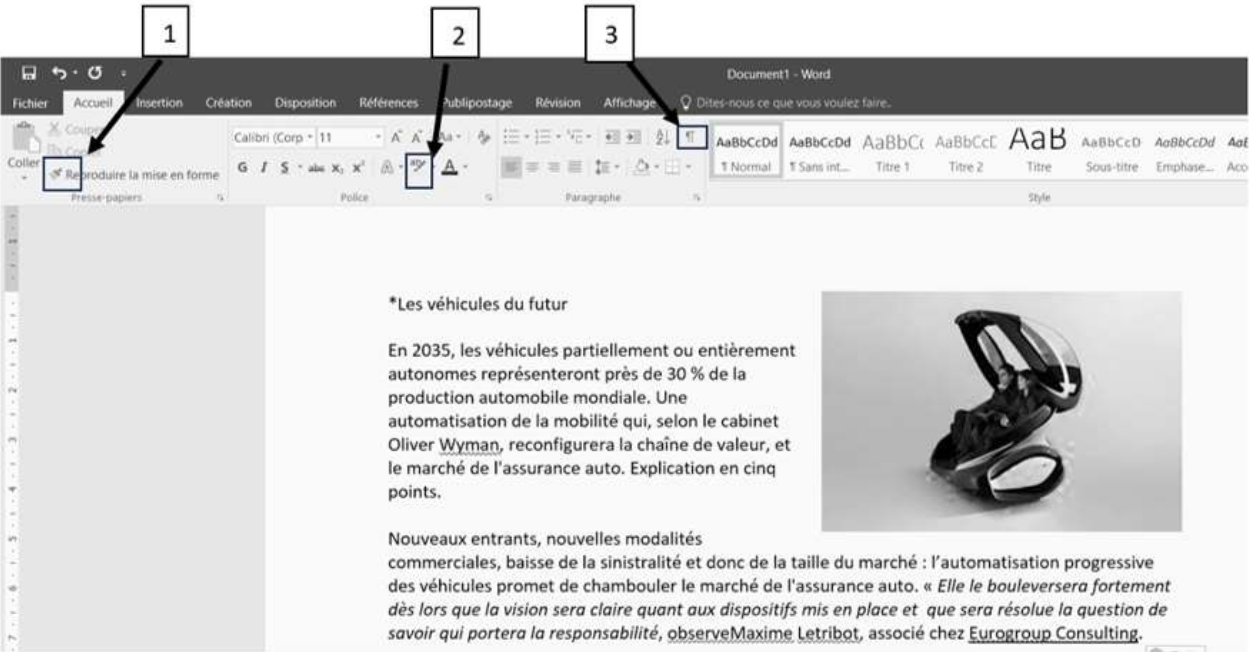 1
2
3
Document1 - Word
Fichier Accueil Insertion Création Disposition Références Publipostage Révision Affichage Dites-nous ce que vous voulez faire..
Coller
Reproduire la mise en forme
Calibri (Corp 11
G I S abc X₂ X²
AaBbCcDd AaBbCcDd AaBbCc AaBbCcC AaB AaBbCcD AaBbCcDd
¶ Normal ¶ Sans int... Titre 1 Titre 2 Titre Sous-titre Emphase... Aco
Presse-papiers Police Paragraphe Style
*Les véhicules du futur
En 2035, les véhicules partiellement ou entièrement
autonomes représenteront près de 30 % de la
production automobile mondiale. Une
automatisation de la mobilité qui, selon le cabinet
Oliver Wyman, reconfigurera la chaîne de valeur, et
le marché de l'assurance auto. Explication en cinq
points.
Nouveaux entrants, nouvelles modalités
commerciales, baisse de la sinistralité et donc de la taille du marché : l'automatisation progressive
des véhicules promet de chambouler le marché de l'assurance auto. « Elle le bouleversera fortement
dès lors que la vision sera claire quant aux dispositifs mis en place et que sera résolue la question de
savoir qui portera la responsabilité, observeMaxime Letribot, associé chez Eurogroup Consulting.